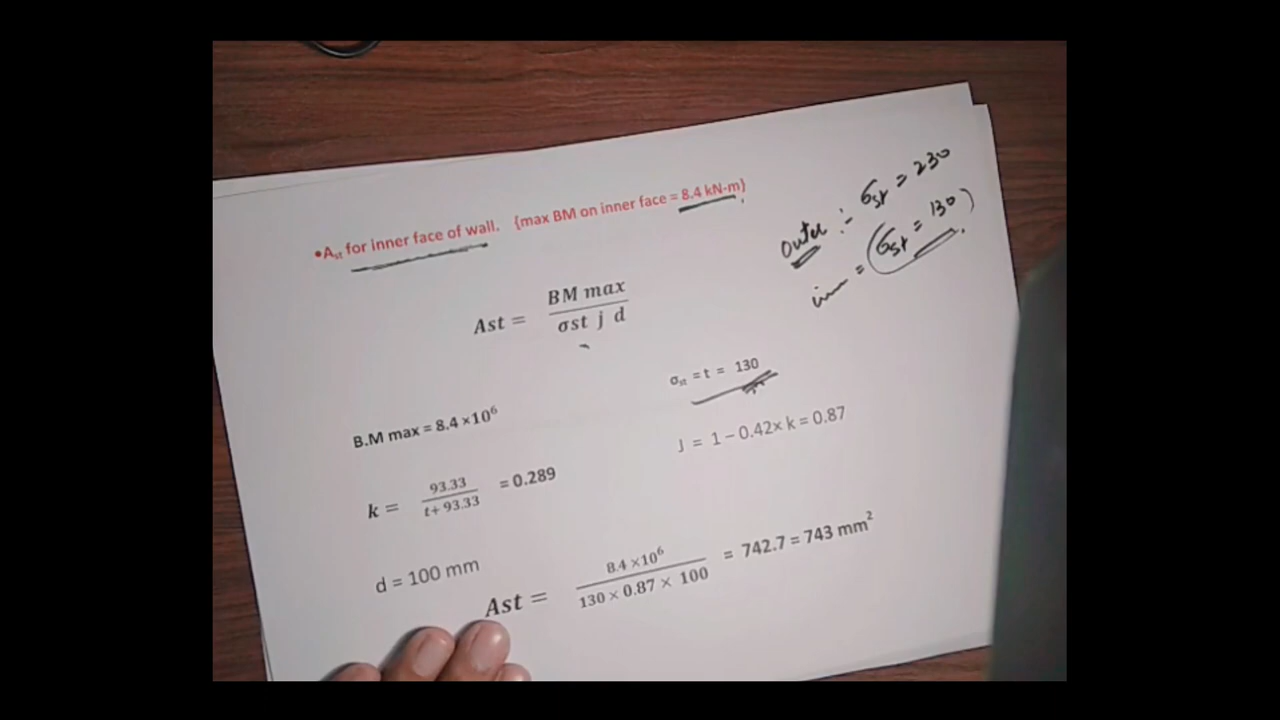 •Ast for inner face of wall. {max BM on inner face = 8.4 kN-m}
outer :- σst = 230
inn = (σst = 130)
Ast = BM max / σst j d
σst = t = 130
B.M max = 8.4 ×10⁶
J = 1 – 0.42× k = 0.87
k = 93.33 / t+ 93.33 = 0.289
d = 100 mm
Ast = 8.4 ×10⁶ / 130 × 0.87 × 100 = 742.7 = 743 mm²